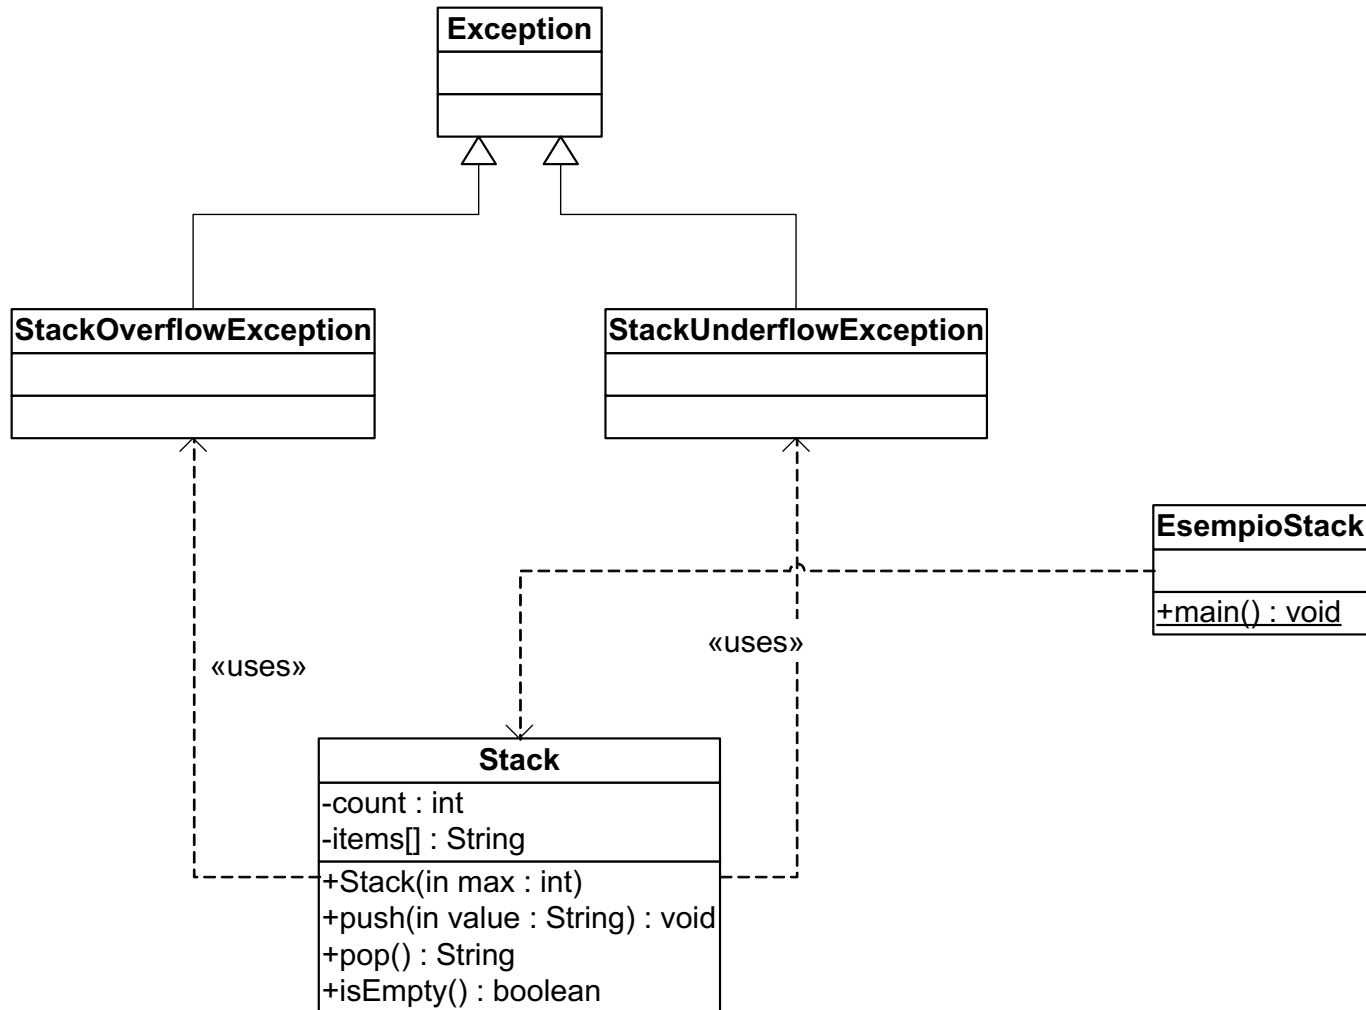 Exception
StackOverflowException
StackUnderflowException
EsempioStack
+main() : void
«uses»
«uses»
Stack
-count : int
-items[] : String
+Stack(in max : int)
+push(in value : String) : void
+pop() : String
+isEmpty() : boolean